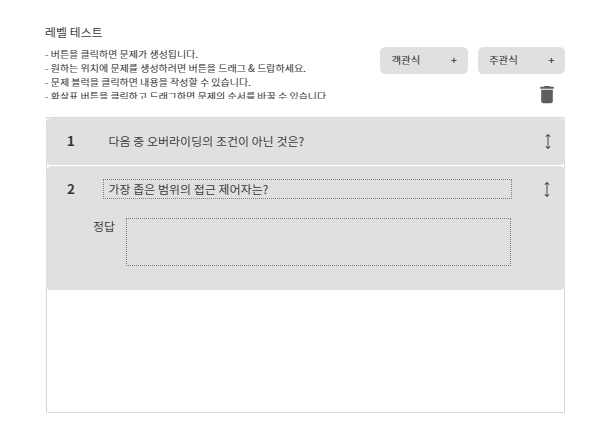 레벨 테스트
- 버튼을 클릭하면 문제가 생성됩니다.
- 원하는 위치에 문제를 생성하려면 버튼을 드래그 & 드랍하세요.
- 문제 블럭을 클릭하면 내용을 작성할 수 있습니다.
- 화살표 버튼을 클릭하고 드래그하면 문제의 순서를 바꿀 수 있습니다
객관식 + 주관식 +
1 다음 중 오버라이딩의 조건이 아닌 것은?
2 가장 좁은 범위의 접근 제어자는?
정답